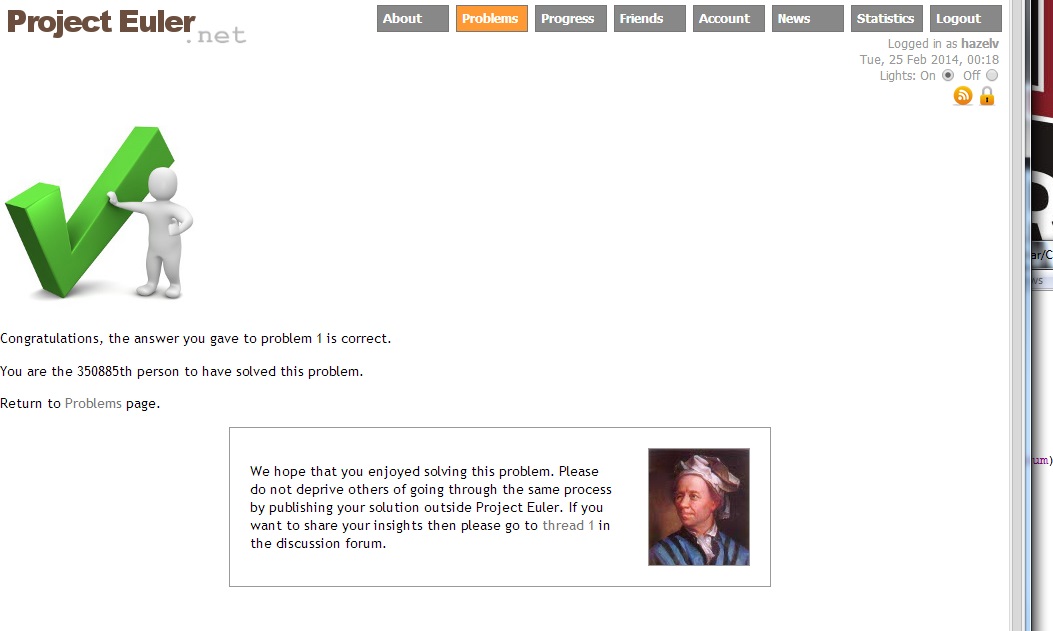 Project Euler
.net
About Problems Progress Friends Account News Statistics Logout
Logged in as hazelv
Tue, 25 Feb 2014, 00:18
Lights: On Off
Congratulations, the answer you gave to problem 1 is correct.
You are the 350885th person to have solved this problem.
Return to Problems page.
We hope that you enjoyed solving this problem. Please
do not deprive others of going through the same process
by publishing your solution outside Project Euler. If you
want to share your insights then please go to thread 1 in
the discussion forum.
ar/C
ws
um)